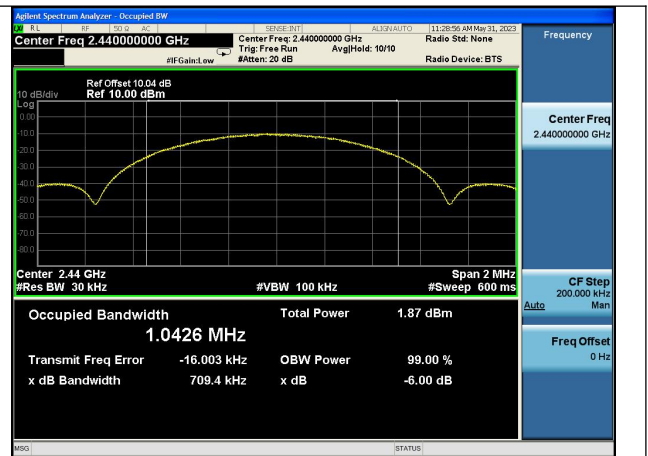 Agilent Spectrum Analyzer - Occupied BW
RL RF 50 Ω AC SENSE:INT ALIGNAUTO 11:28:56 AM May 31, 2023
Center Freq 2.440000000 GHz Center Freq: 2.440000000 GHz Radio Std: None
Trig: Free Run Avg|Hold: 10/10
#IFGain:Low #Atten: 20 dB Radio Device: BTS
Frequency
Ref Offset 10.04 dB
10 dB/div Ref 10.00 dBm
Log
0.00
-10.0
-20.0
-30.0
-40.0
-50.0
-60.0
-70.0
-80.0
Center Freq
2.440000000 GHz
Center 2.44 GHz Span 2 MHz
#Res BW 30 kHz #VBW 100 kHz #Sweep 600 ms
CF Step
200.000 kHz
Auto Man
Occupied Bandwidth Total Power 1.87 dBm
1.0426 MHz
Transmit Freq Error -16.003 kHz OBW Power 99.00 %
x dB Bandwidth 709.4 kHz x dB -6.00 dB
Freq Offset
0 Hz
MSG STATUS